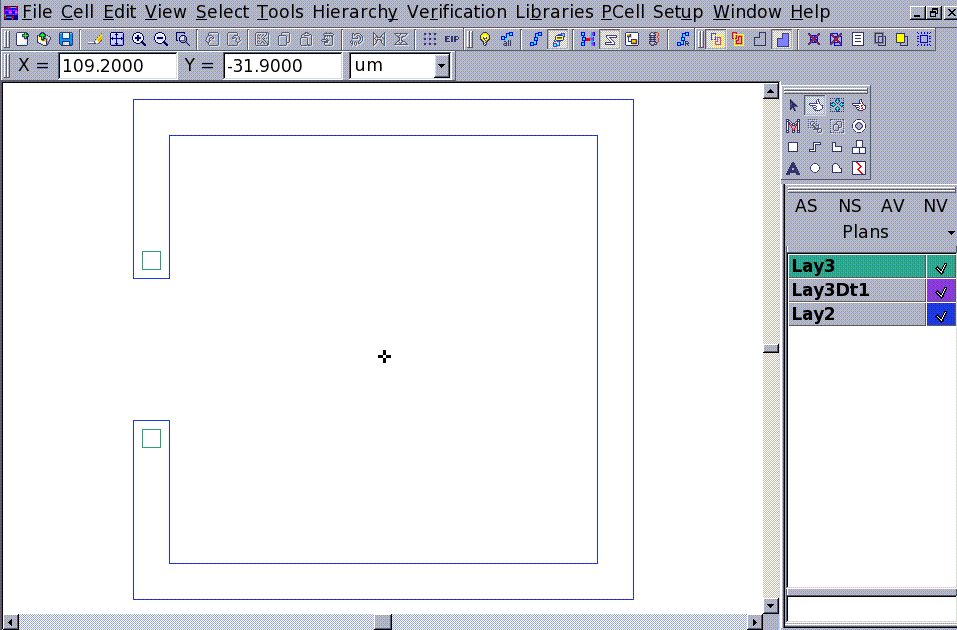 File Cell Edit View Select Tools Hierarchy Verification Libraries PCell Setup Window Help
EIP
X = 109.2000 Y = -31.9000 um
AS NS AV NV
Plans
Lay3
Lay3Dt1
Lay2